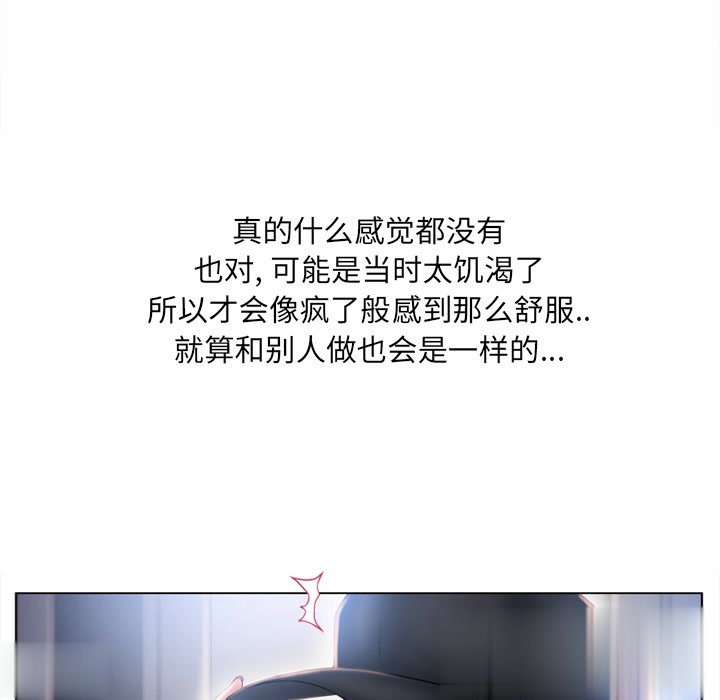 真的什么感觉都没有
也对, 可能是当时太饥渴了
所以才会像疯了般感到那么舒服..
就算和别人做也会是一样的...